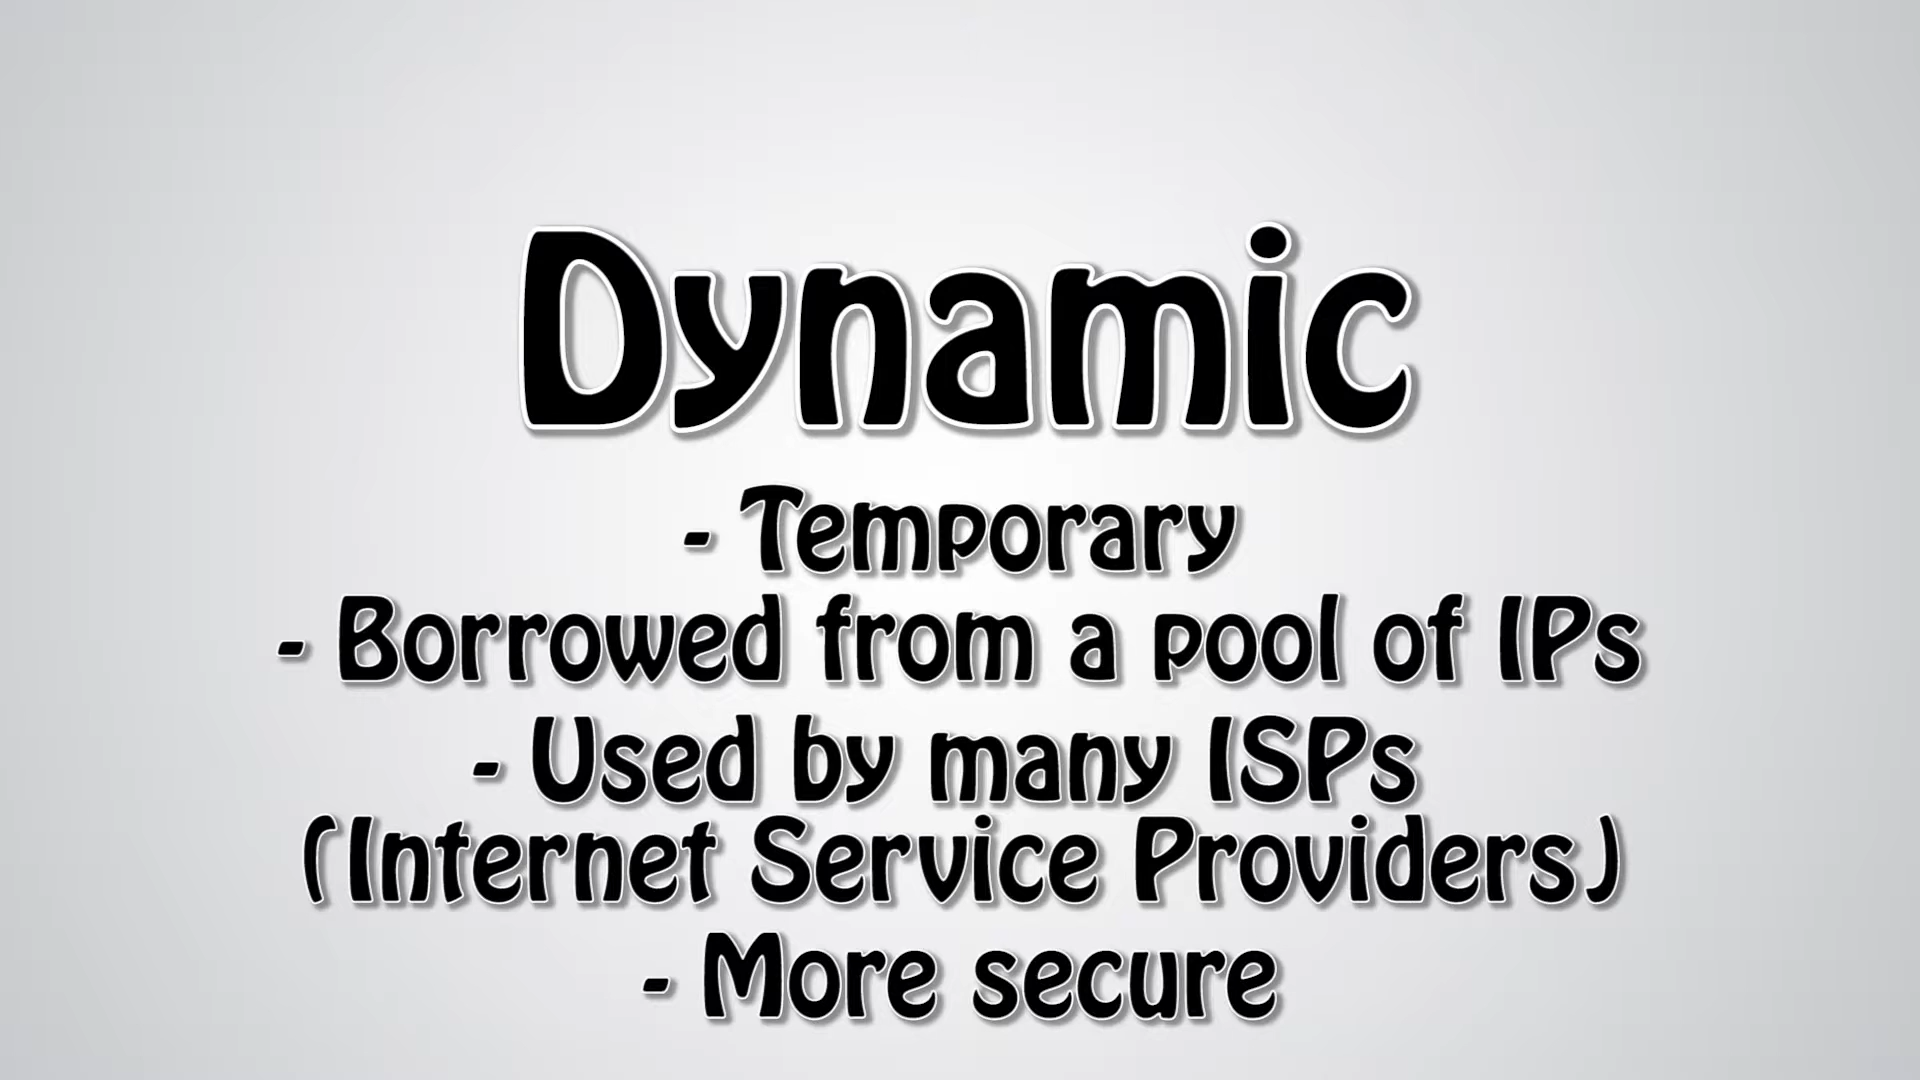 Dynamic
- Temporary
- Borrowed from a pool of IPs
- Used by many ISPs
(Internet Service Providers)
- More secure